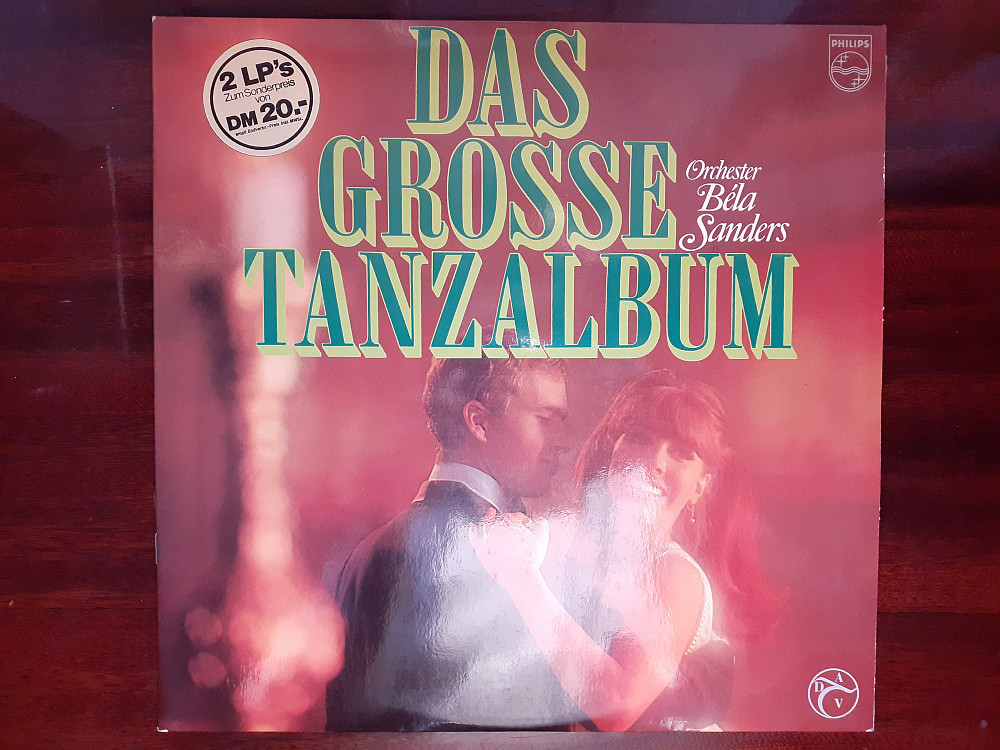 2 LP's
Zum Sonderpreis
von
DM 20.-
DAS
GROSSE
TANZALBUM
Orchester
Béla
Sanders
PHILIPS
D A V